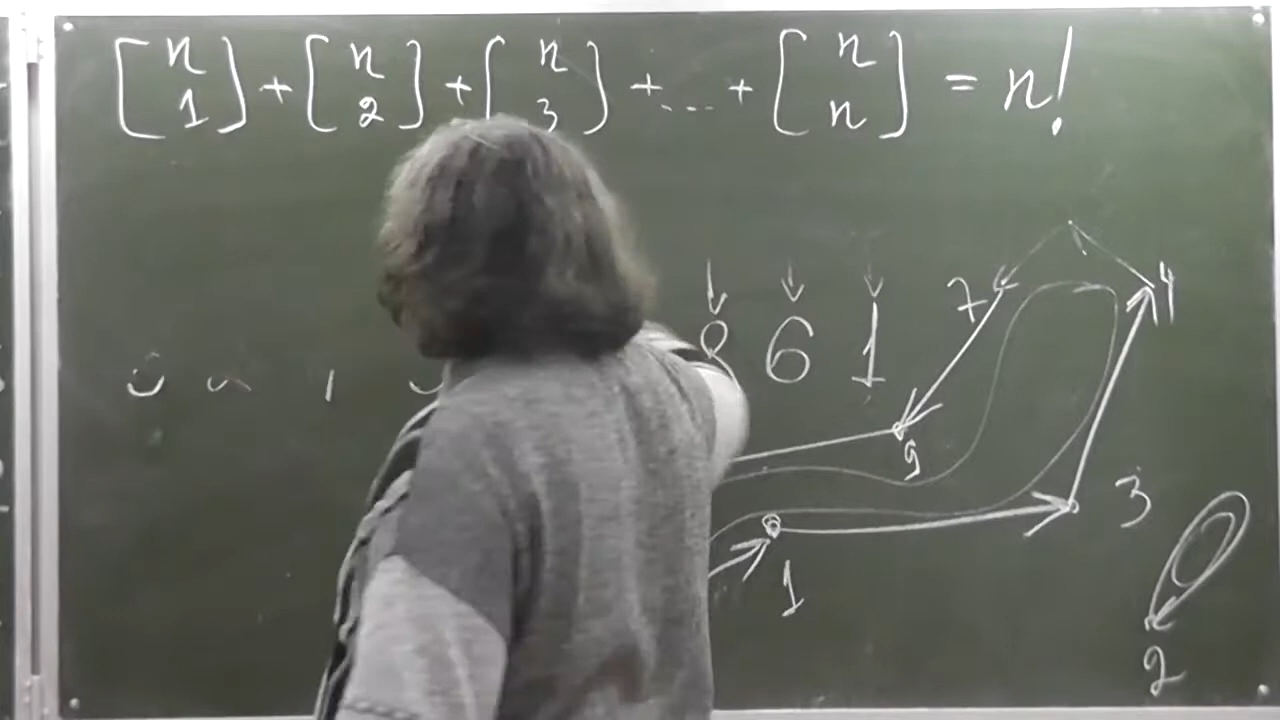 [n 1] + [n 2] + [n 3] + ... + [n n] = n!
8 6 1
7 4
9
3
1
2